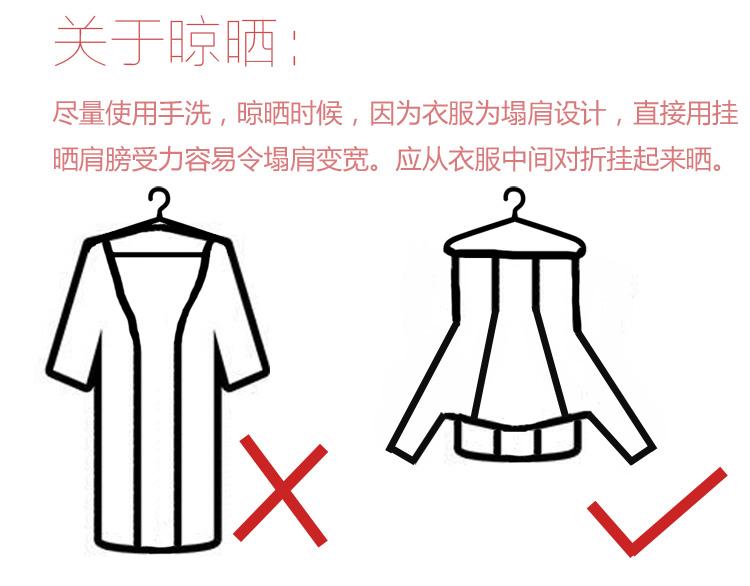 关于晾晒：
尽量使用手洗，晾晒时候，因为衣服为塌肩设计，直接用挂
晒肩膀受力容易令塌肩变宽。应从衣服中间对折挂起来晒。